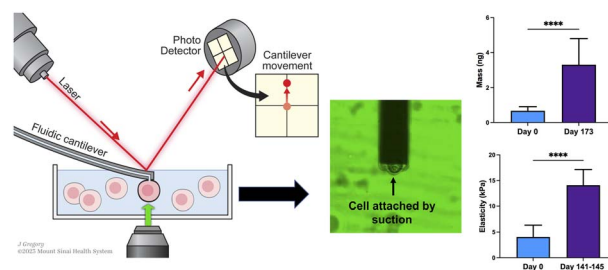 Photo
Detector
Cantilever
movement
Laser
Fluidic cantilever
J Gregory
©2025 Mount Sinai Health System
Cell attached by
suction
****
Mass (ng)
6
4
2
0
Day 0
Day 173
****
Elasticity (kPa)
20
15
10
5
0
Day 0
Day 141-145